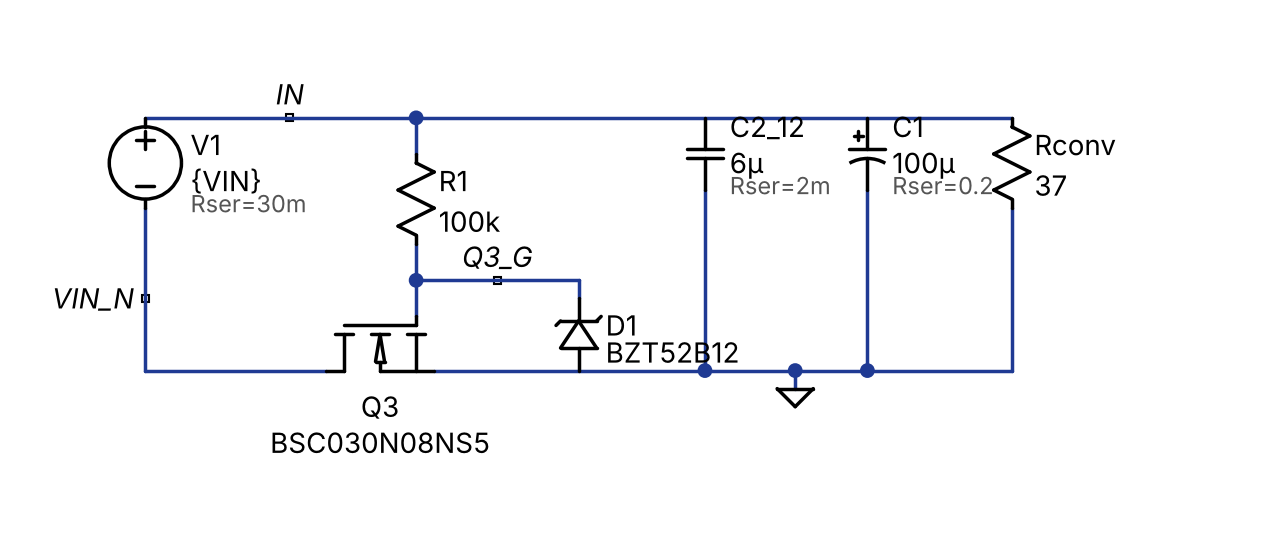 IN
V1
{VIN}
Rser=30m
R1
100k
Q3_G
VIN_N
D1
BZT52B12
Q3
BSC030N08NS5
C2_12
6µ
Rser=2m
C1
100µ
Rser=0.2
Rconv
37